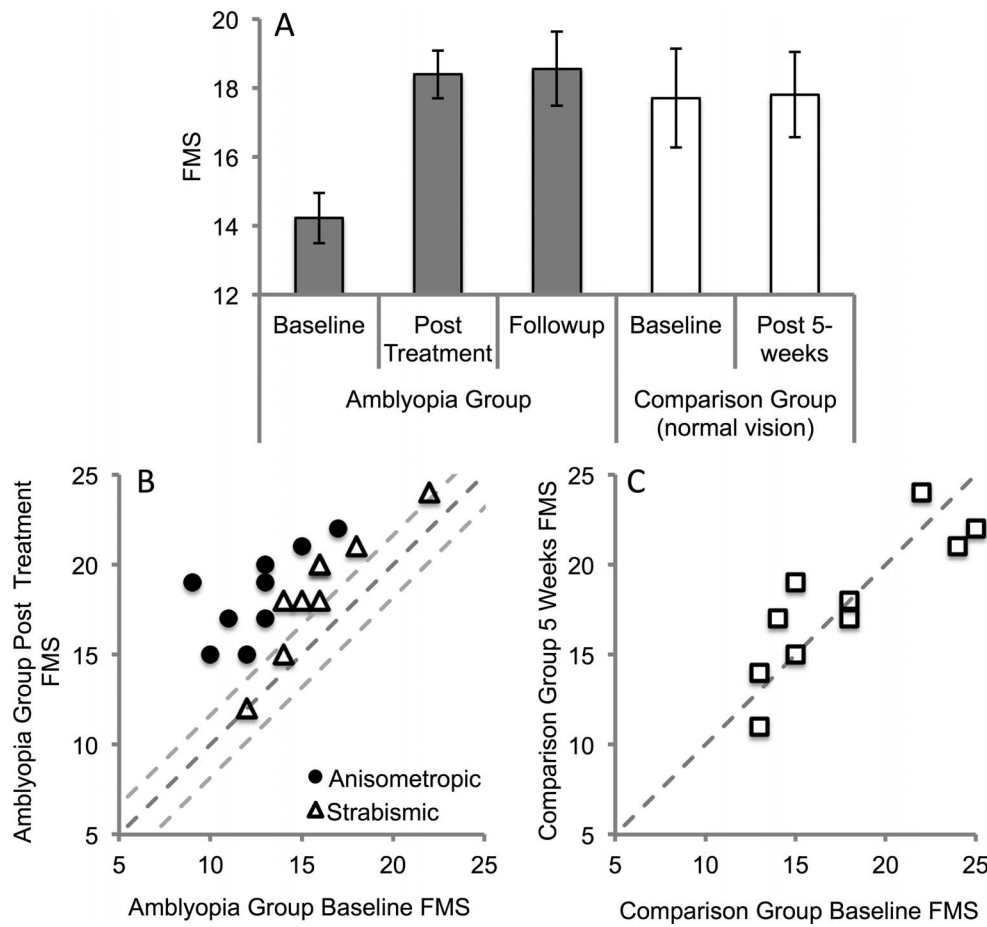 A
20
18
16
14
12
FMS
Baseline
Post
Treatment
Followup
Baseline
Post 5-
weeks
Amblyopia Group
Comparison Group
(normal vision)
B
25
20
15
10
5
Amblyopia Group Post Treatment
FMS
Anisometropic
Strabismic
5 10 15 20 25
Amblyopia Group Baseline FMS
C
25
20
15
10
5
Comparison Group 5 Weeks FMS
5 10 15 20 25
Comparison Group Baseline FMS